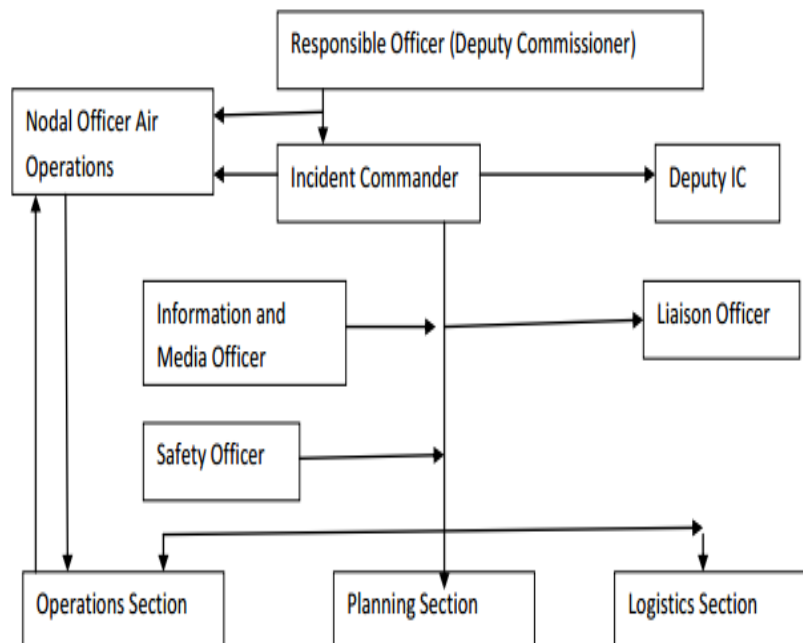 Responsible Officer (Deputy Commissioner)
Nodal Officer Air
Operations
Incident Commander
Deputy IC
Information and
Media Officer
Liaison Officer
Safety Officer
Operations Section
Planning Section
Logistics Section